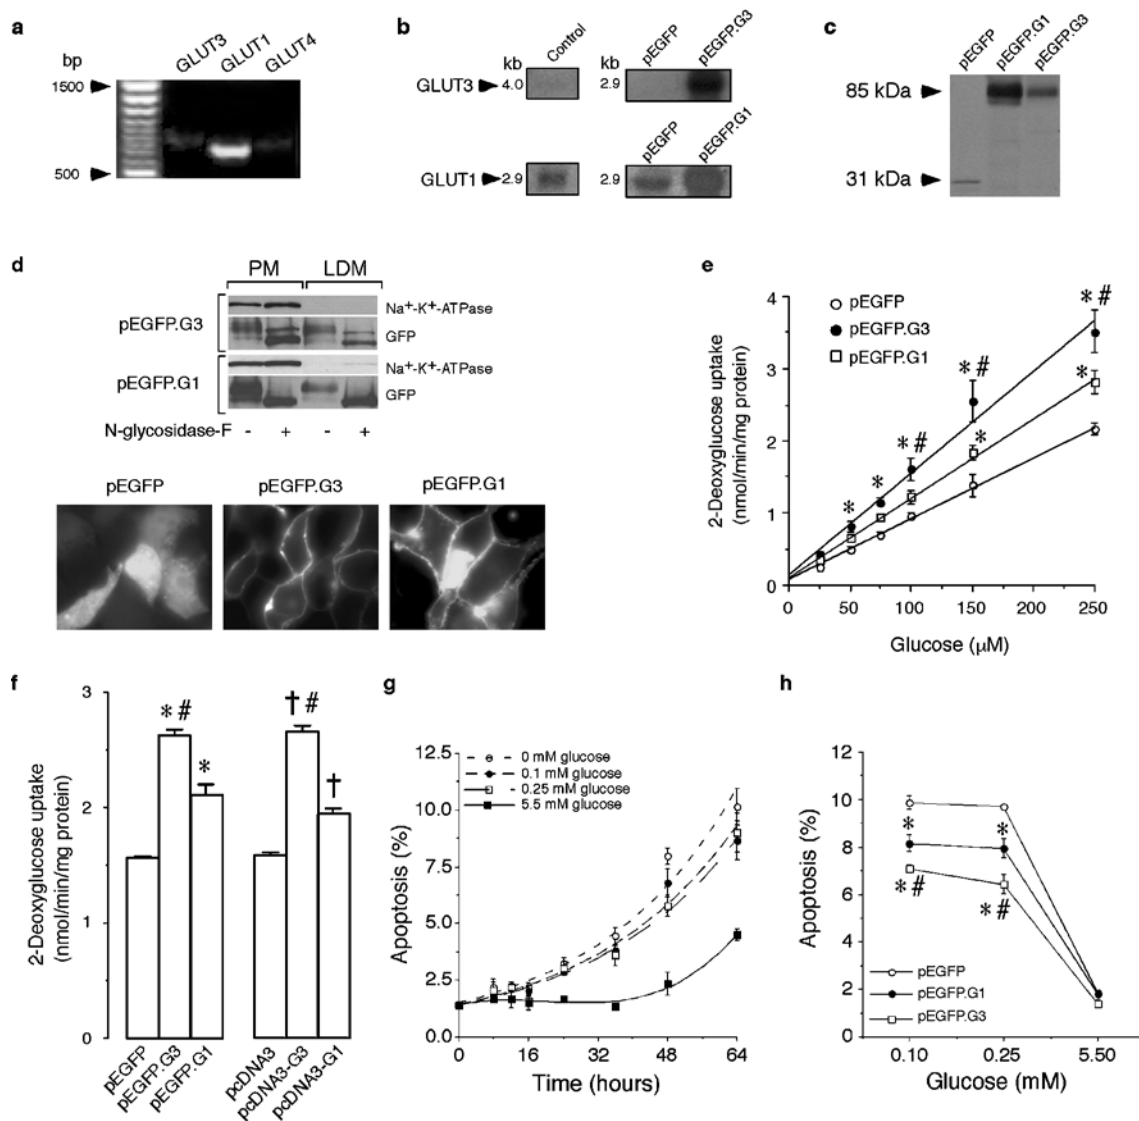 a
bp
GLUT3
GLUT1
GLUT4
1500
500
b
kb
Control
kb
pEGFP
pEGFP.G3
GLUT3
4.0
2.9
pEGFP
pEGFP.G1
GLUT1
2.9
2.9
c
pEGFP
pEGFP.G1
pEGFP.G3
85 kDa
31 kDa
d
PM
LDM
pEGFP.G3
Na⁺-K⁺-ATPase
GFP
pEGFP.G1
Na⁺-K⁺-ATPase
GFP
N-glycosidase-F - + - +
pEGFP
pEGFP.G3
pEGFP.G1
e
2-Deoxyglucose uptake
(nmol/min/mg protein)
4
3
2
1
0
pEGFP
pEGFP.G3
pEGFP.G1
*
*
* #
* #
*
* #
*
0 50 100 150 200 250
Glucose (μM)
f
2-Deoxyglucose uptake
(nmol/min/mg protein)
3
2
1
0
* #
*
† #
†
pEGFP
pEGFP.G3
pEGFP.G1
pcDNA3
pcDNA3-G3
pcDNA3-G1
g
Apoptosis (%)
12.5
10.0
7.5
5.0
2.5
0.0
0 mM glucose
0.1 mM glucose
0.25 mM glucose
5.5 mM glucose
0 16 32 48 64
Time (hours)
h
Apoptosis (%)
12
10
8
6
4
2
0
*
*
* #
* #
pEGFP
pEGFP.G1
pEGFP.G3
0.10 0.25 5.50
Glucose (mM)